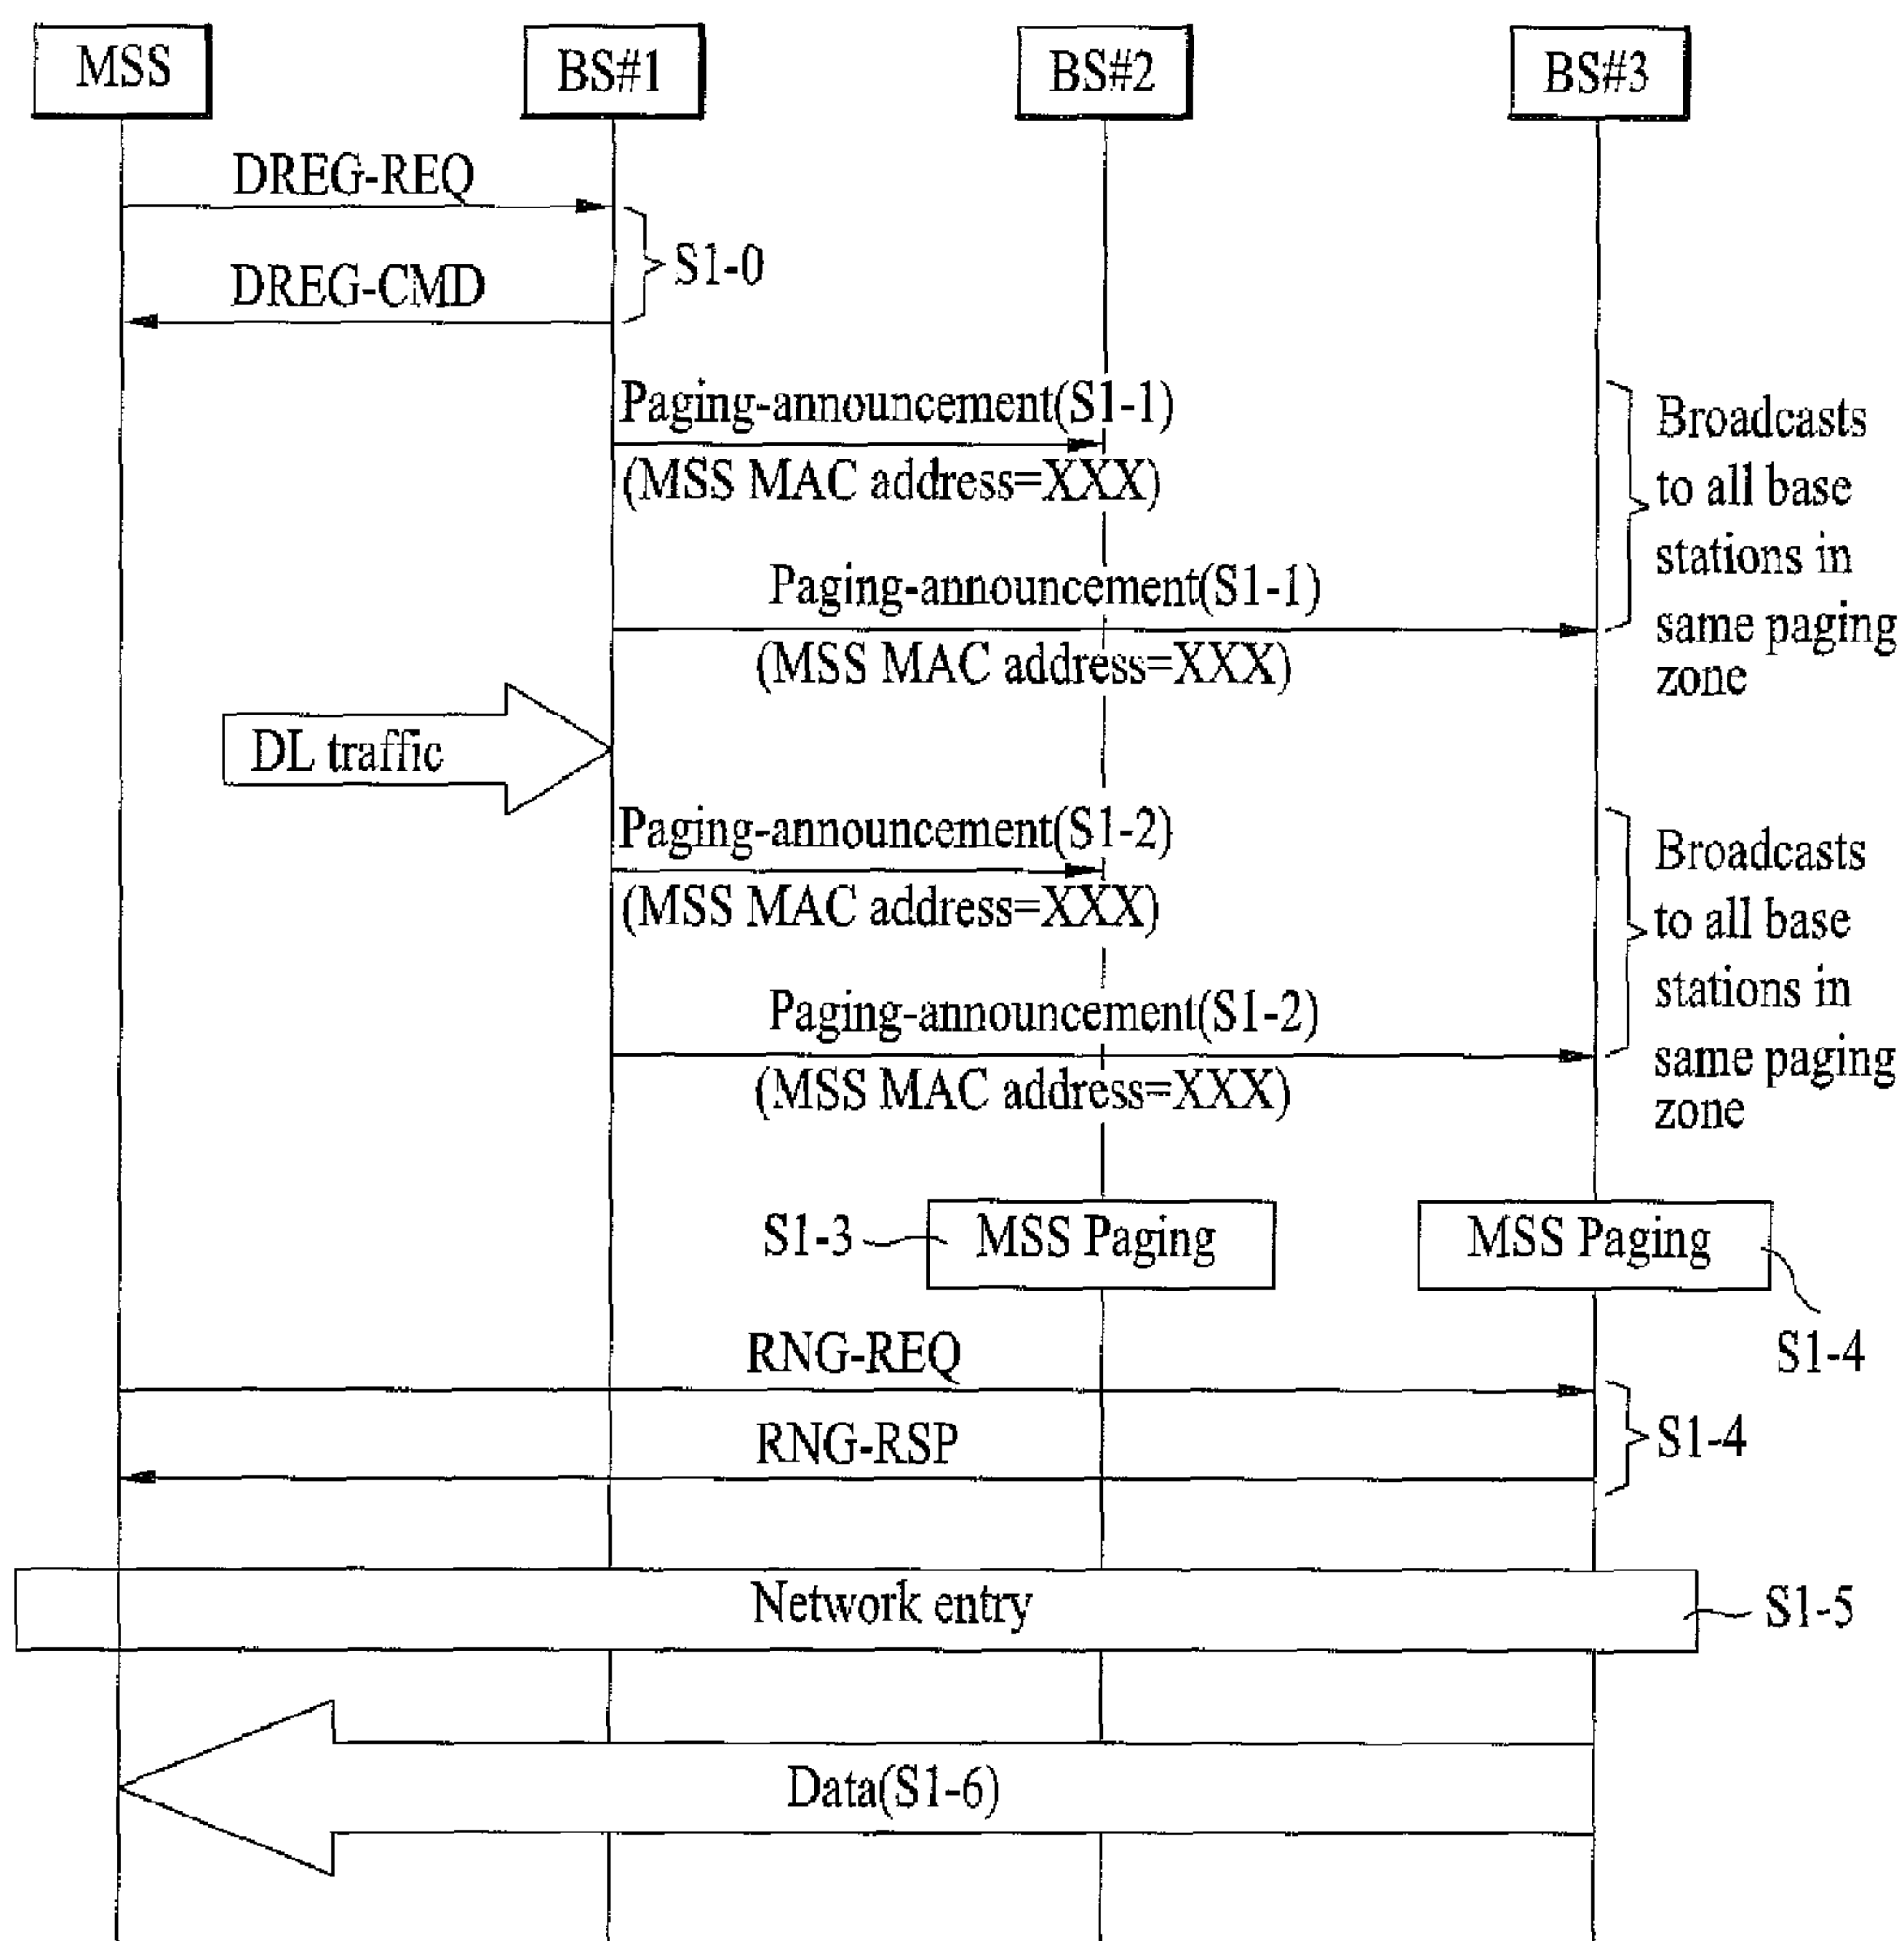 MSS
BS#1
BS#2
BS#3
DREG-REQ
S1-0
DREG-CMD
Paging-announcement(S1-1)
(MSS MAC address=XXX)
Paging-announcement(S1-1)
(MSS MAC address=XXX)
Broadcasts
to all base
stations in
same paging
zone
DL traffic
Paging-announcement(S1-2)
(MSS MAC address=XXX)
Paging-announcement(S1-2)
(MSS MAC address=XXX)
Broadcasts
to all base
stations in
same paging
zone
S1-3
MSS Paging
MSS Paging
S1-4
RNG-REQ
RNG-RSP
S1-4
Network entry
S1-5
Data(S1-6)